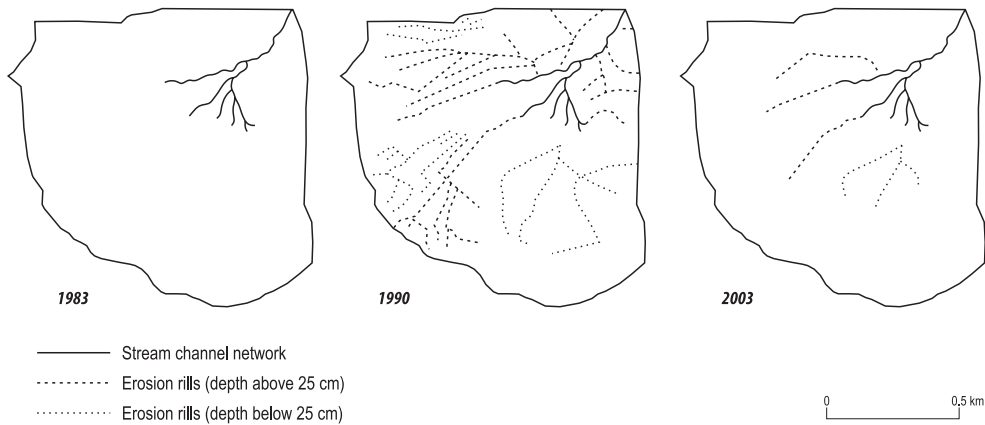 1983
1990
2003
Stream channel network
Erosion rills (depth above 25 cm)
Erosion rills (depth below 25 cm)
0 0.5 km